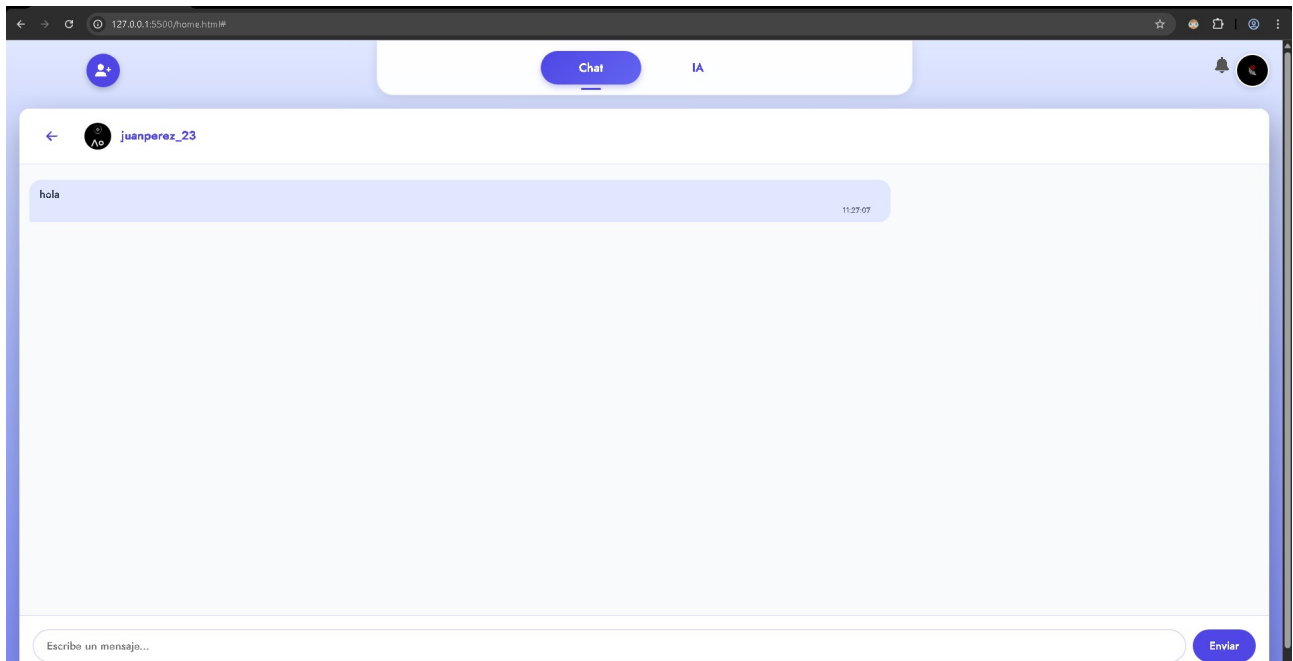 127.0.0.1:5500/home.html#
Chat IA
juanperez_23
hola
11:27:07
Escribe un mensaje... Enviar